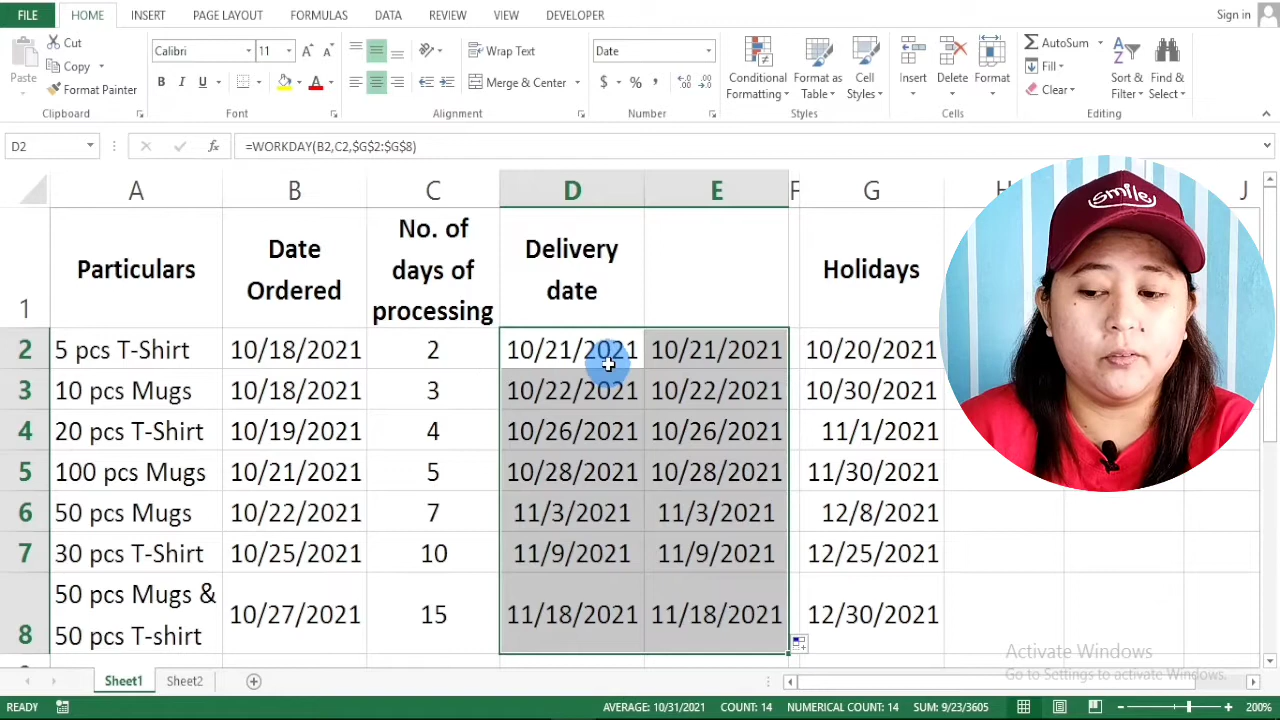 FILE HOME INSERT PAGE LAYOUT FORMULAS DATA REVIEW VIEW DEVELOPER Sign in
Paste
Cut
Copy
Format Painter
Clipboard
Calibri 11
B I U A
Font
Wrap Text
Merge & Center
Alignment
Date
$ % ,
Number
Conditional Formatting
Format as Table
Cell Styles
Styles
Insert
Delete
Format
Cells
AutoSum
Fill
Clear
Sort & Filter
Find & Select
Editing
D2 fx =WORKDAY(B2,C2,$G$2:$G$8)
A B C D E F G H J
1 Particulars Date Ordered No. of days of processing Delivery date Holidays
2 5 pcs T-Shirt 10/18/2021 2 10/21/2021 10/21/2021 10/20/2021
3 10 pcs Mugs 10/18/2021 3 10/22/2021 10/22/2021 10/30/2021
4 20 pcs T-Shirt 10/19/2021 4 10/26/2021 10/26/2021 11/1/2021
5 100 pcs Mugs 10/21/2021 5 10/28/2021 10/28/2021 11/30/2021
6 50 pcs Mugs 10/22/2021 7 11/3/2021 11/3/2021 12/8/2021
7 30 pcs T-Shirt 10/25/2021 10 11/9/2021 11/9/2021 12/25/2021
8 50 pcs Mugs & 50 pcs T-shirt 10/27/2021 15 11/18/2021 11/18/2021 12/30/2021
smile
Activate Windows
Go to Settings to activate Windows.
Sheet1 Sheet2
READY AVERAGE: 10/31/2021 COUNT: 14 NUMERICAL COUNT: 14 SUM: 9/23/3605 200%